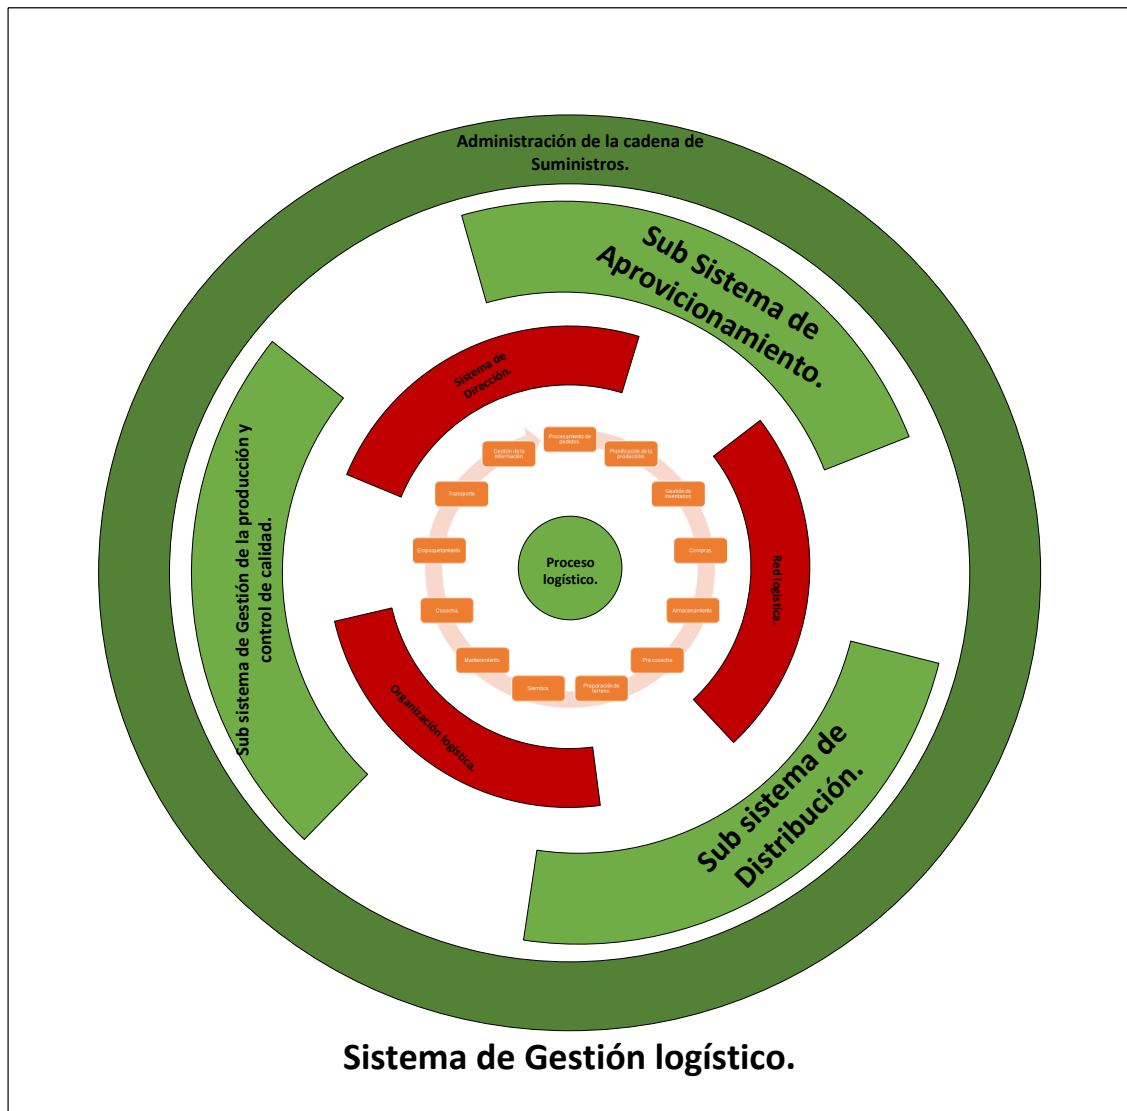 Administración de la cadena de
Suministros.
Sub Sistema de
Aprovicionamiento.
Sistema de
Dirección.
Sub sistema de Gestión de la producción y
control de calidad.
Red logística.
Organización logística.
Sub sistema de
Distribución.
Procesamiento de
pedidos
Planificación de la
producción
Gestión de
inventarios
Compras
Almacenamiento
Pre cosecha
Preparación de
terreno
Siembra
Mantenimiento
Cosecha
Empaquetamiento
Transporte
Gestión de la
información
Proceso
logístico.
Sistema de Gestión logístico.